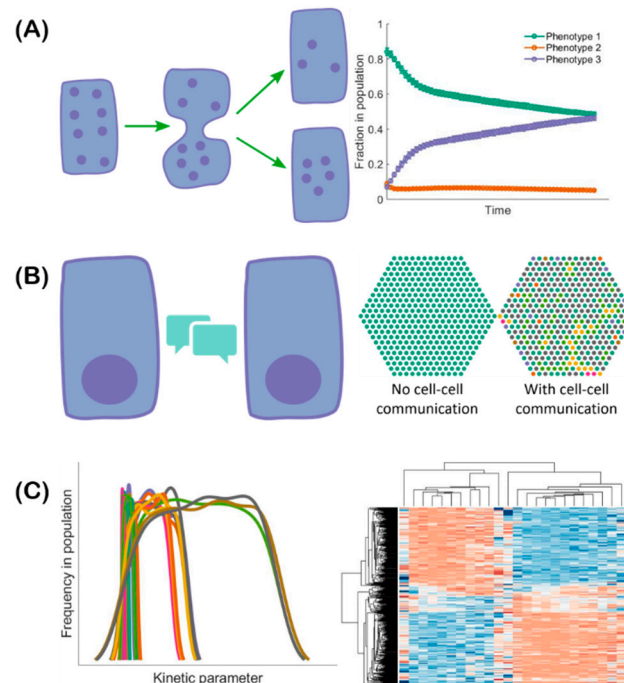 (A)
Phenotype 1
Phenotype 2
Phenotype 3
Fraction in population
1
0.8
0.6
0.4
0.2
0
Time
(B)
No cell-cell
communication
With cell-cell
communication
(C)
Frequency in population
Kinetic parameter